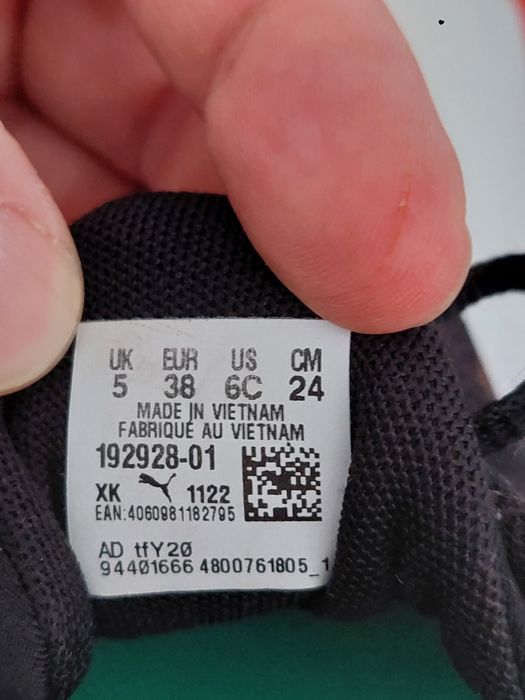 UK EUR US CM
5 38 6C 24
MADE IN VIETNAM
FABRIQUÉ AU VIETNAM
192928-01
XK 1122
EAN:4060981182795
AD tfY20
94401666 4800761805_1